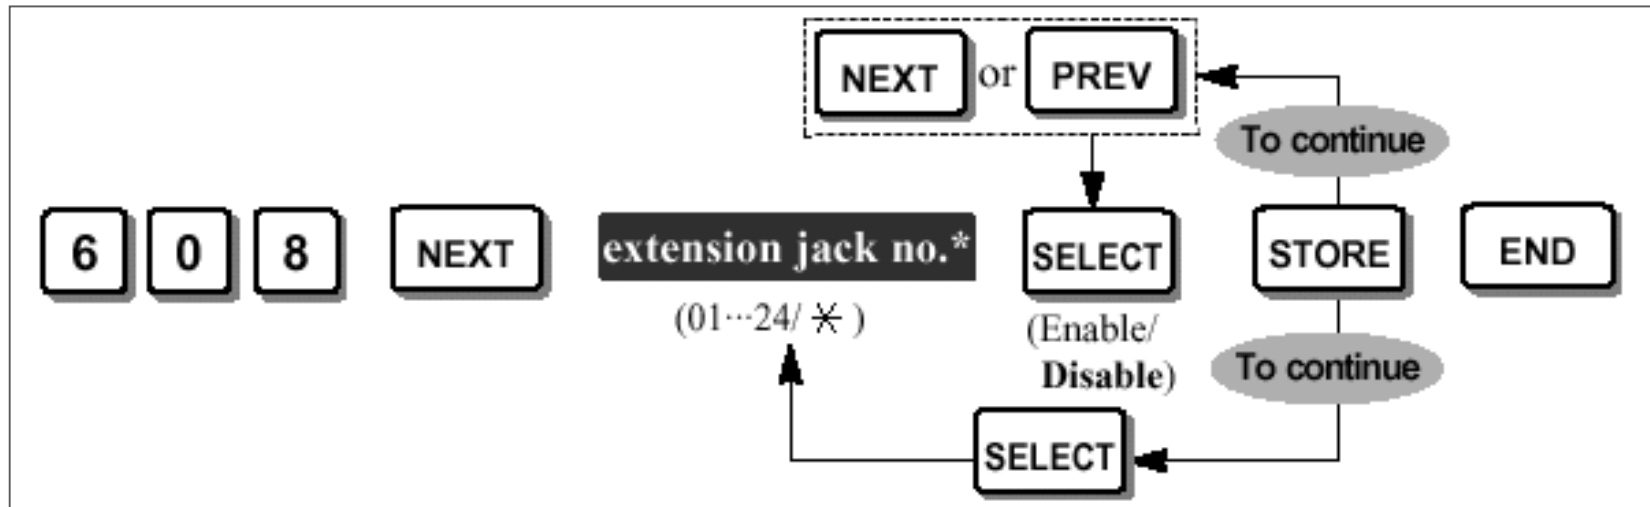 NEXT or PREV
To continue
6 0 8 NEXT extension jack no.* SELECT STORE END
(01···24/ ✳ )
(Enable/
Disable)
To continue
SELECT